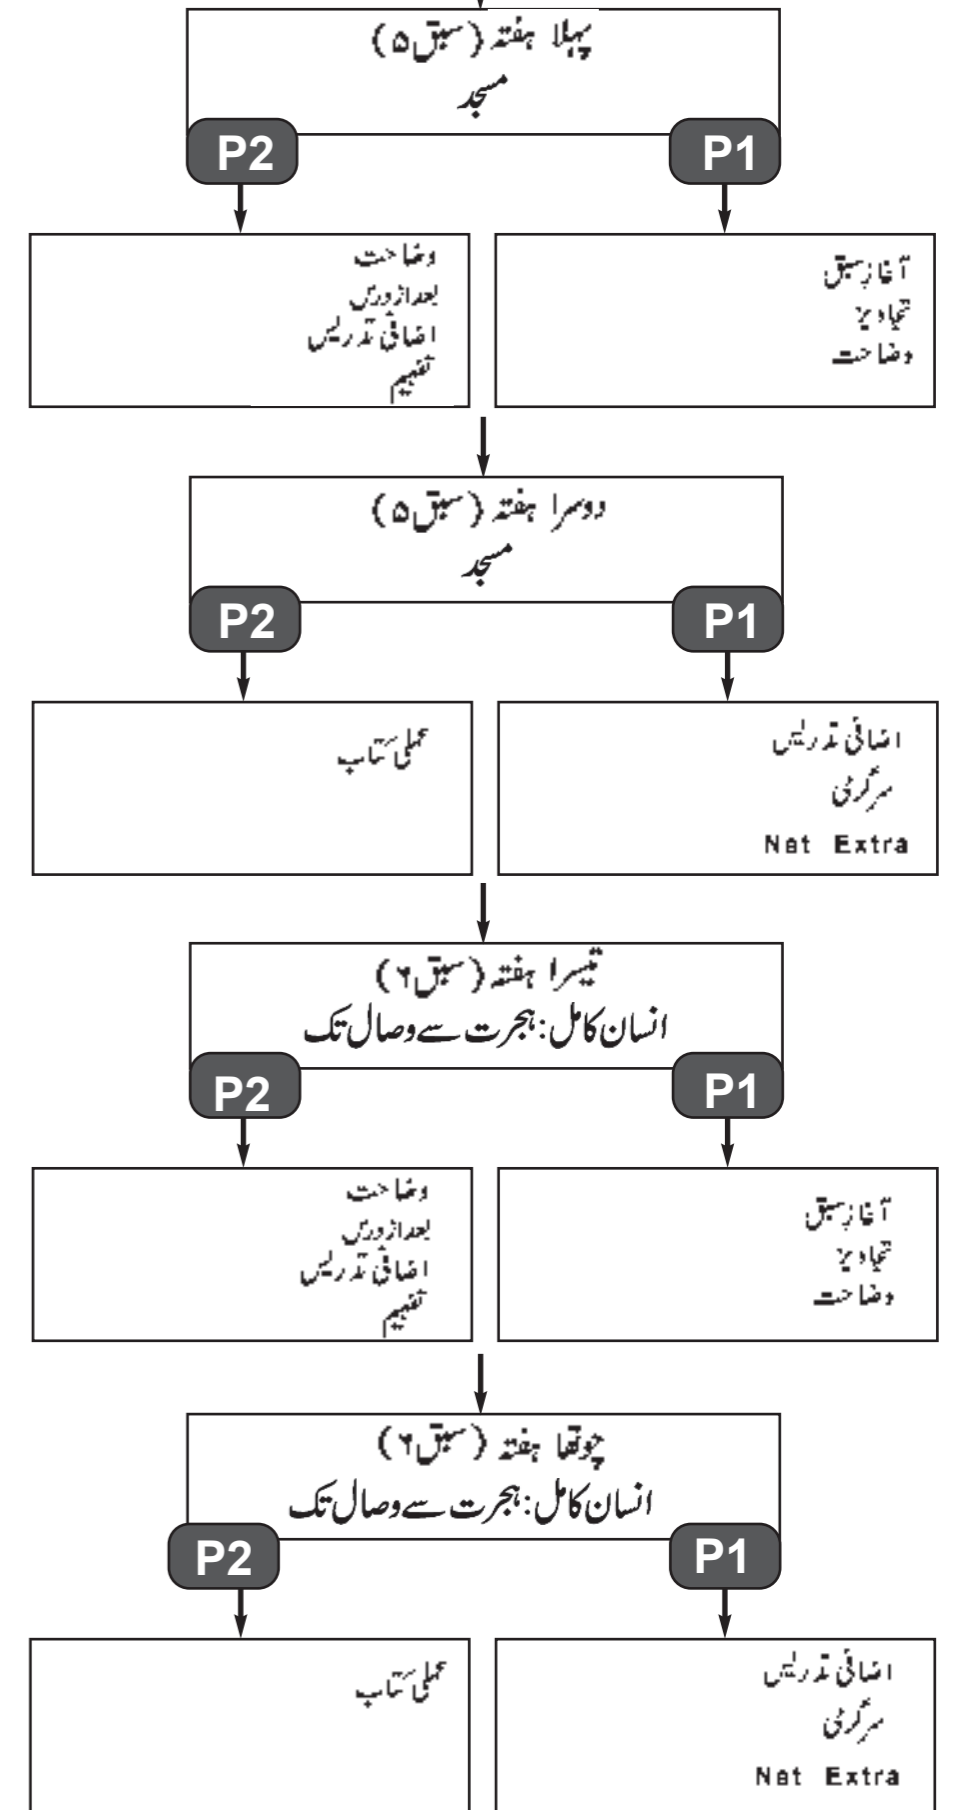 پہلا ہفتہ (سبق ۵)
مسجد
P1
P2
آغازِ سبق
تجاویز
وضاحت
وضاحت
بعد از درس
اضافی تدریس
تفہیم
دوسرا ہفتہ (سبق ۵)
مسجد
P1
P2
اضافی تدریس
سرگرمی
Net Extra
عملی کتاب
تیسرا ہفتہ (سبق ۶)
انسان کامل: ہجرت سے وصال تک
P1
P2
آغازِ سبق
تجاویز
وضاحت
وضاحت
بعد از درس
اضافی تدریس
تفہیم
چوتھا ہفتہ (سبق ۶)
انسان کامل: ہجرت سے وصال تک
P1
P2
اضافی تدریس
سرگرمی
Net Extra
عملی کتاب